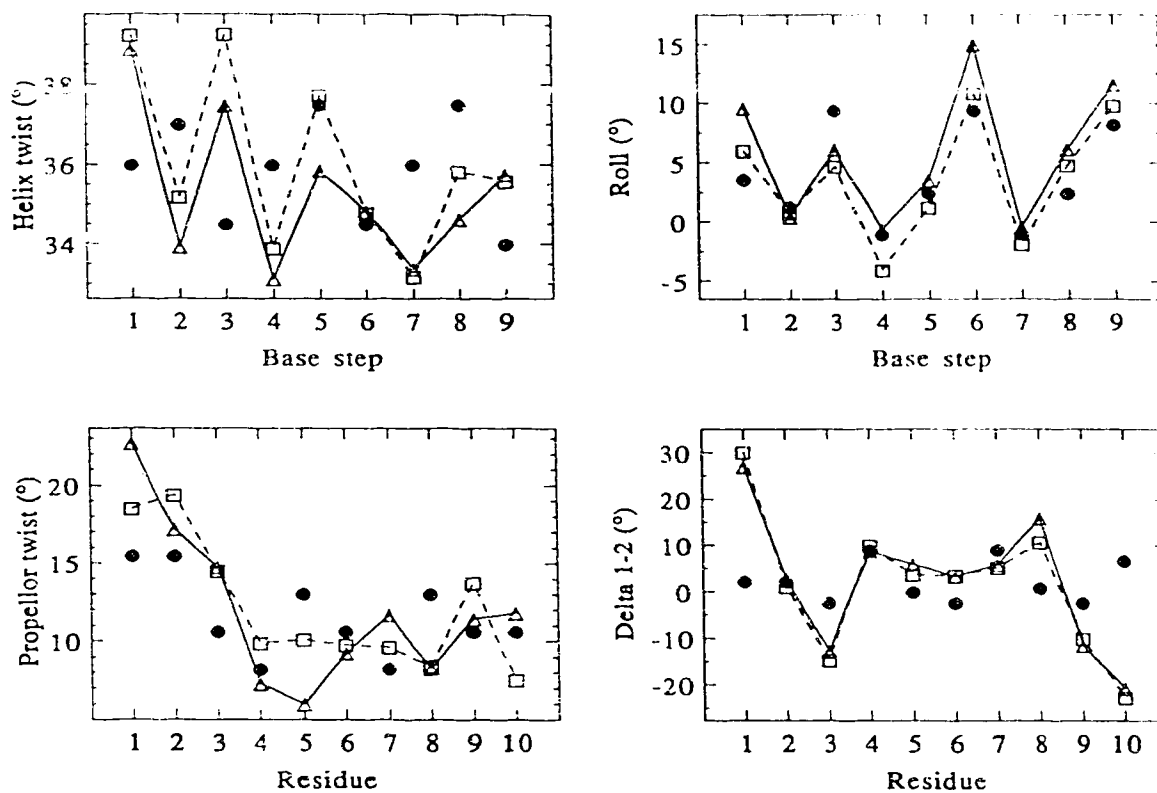 Helix twist (°)
38
36
34
1 2 3 4 5 6 7 8 9
Base step
Roll (°)
15
10
5
0
-5
1 2 3 4 5 6 7 8 9
Base step
Propellor twist (°)
20
15
10
1 2 3 4 5 6 7 8 9 10
Residue
Delta 1-2 (°)
30
20
10
0
-10
-20
1 2 3 4 5 6 7 8 9 10
Residue